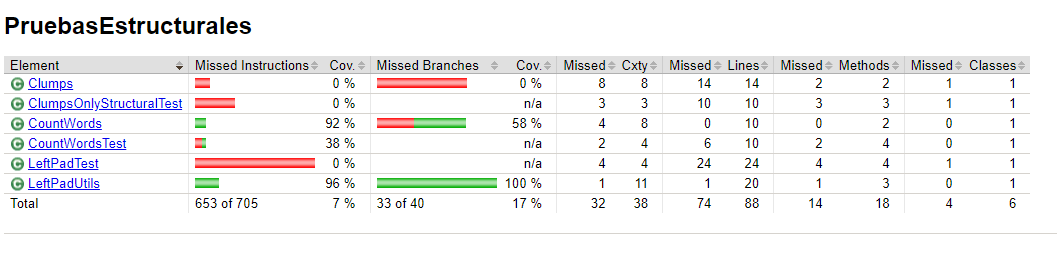 PruebasEstructurales
Element Missed Instructions Cov. Missed Branches Cov. Missed Cxty Missed Lines Missed Methods Missed Classes
Clumps 0 % 0 % 8 8 14 14 2 2 1 1
ClumpsOnlyStructuralTest 0 % n/a 3 3 10 10 3 3 1 1
CountWords 92 % 58 % 4 8 0 10 0 2 0 1
CountWordsTest 38 % n/a 2 4 6 10 2 4 0 1
LeftPadTest 0 % n/a 4 4 24 24 4 4 1 1
LeftPadUtils 96 % 100 % 1 11 1 20 1 3 0 1
Total 653 of 705 7 % 33 of 40 17 % 32 38 74 88 14 18 4 6